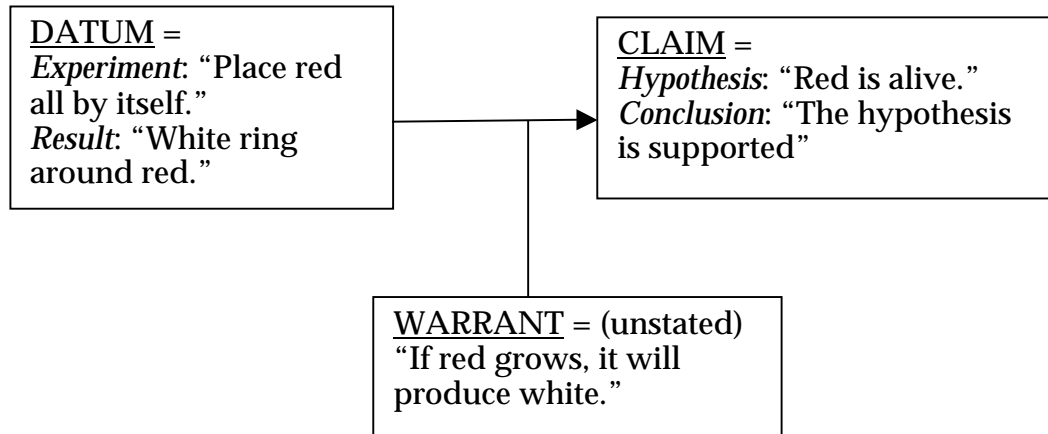 DATUM =
Experiment: “Place red
all by itself.”
Result: “White ring
around red.”
CLAIM =
Hypothesis: “Red is alive.”
Conclusion: “The hypothesis
is supported”
WARRANT = (unstated)
“If red grows, it will
produce white.”